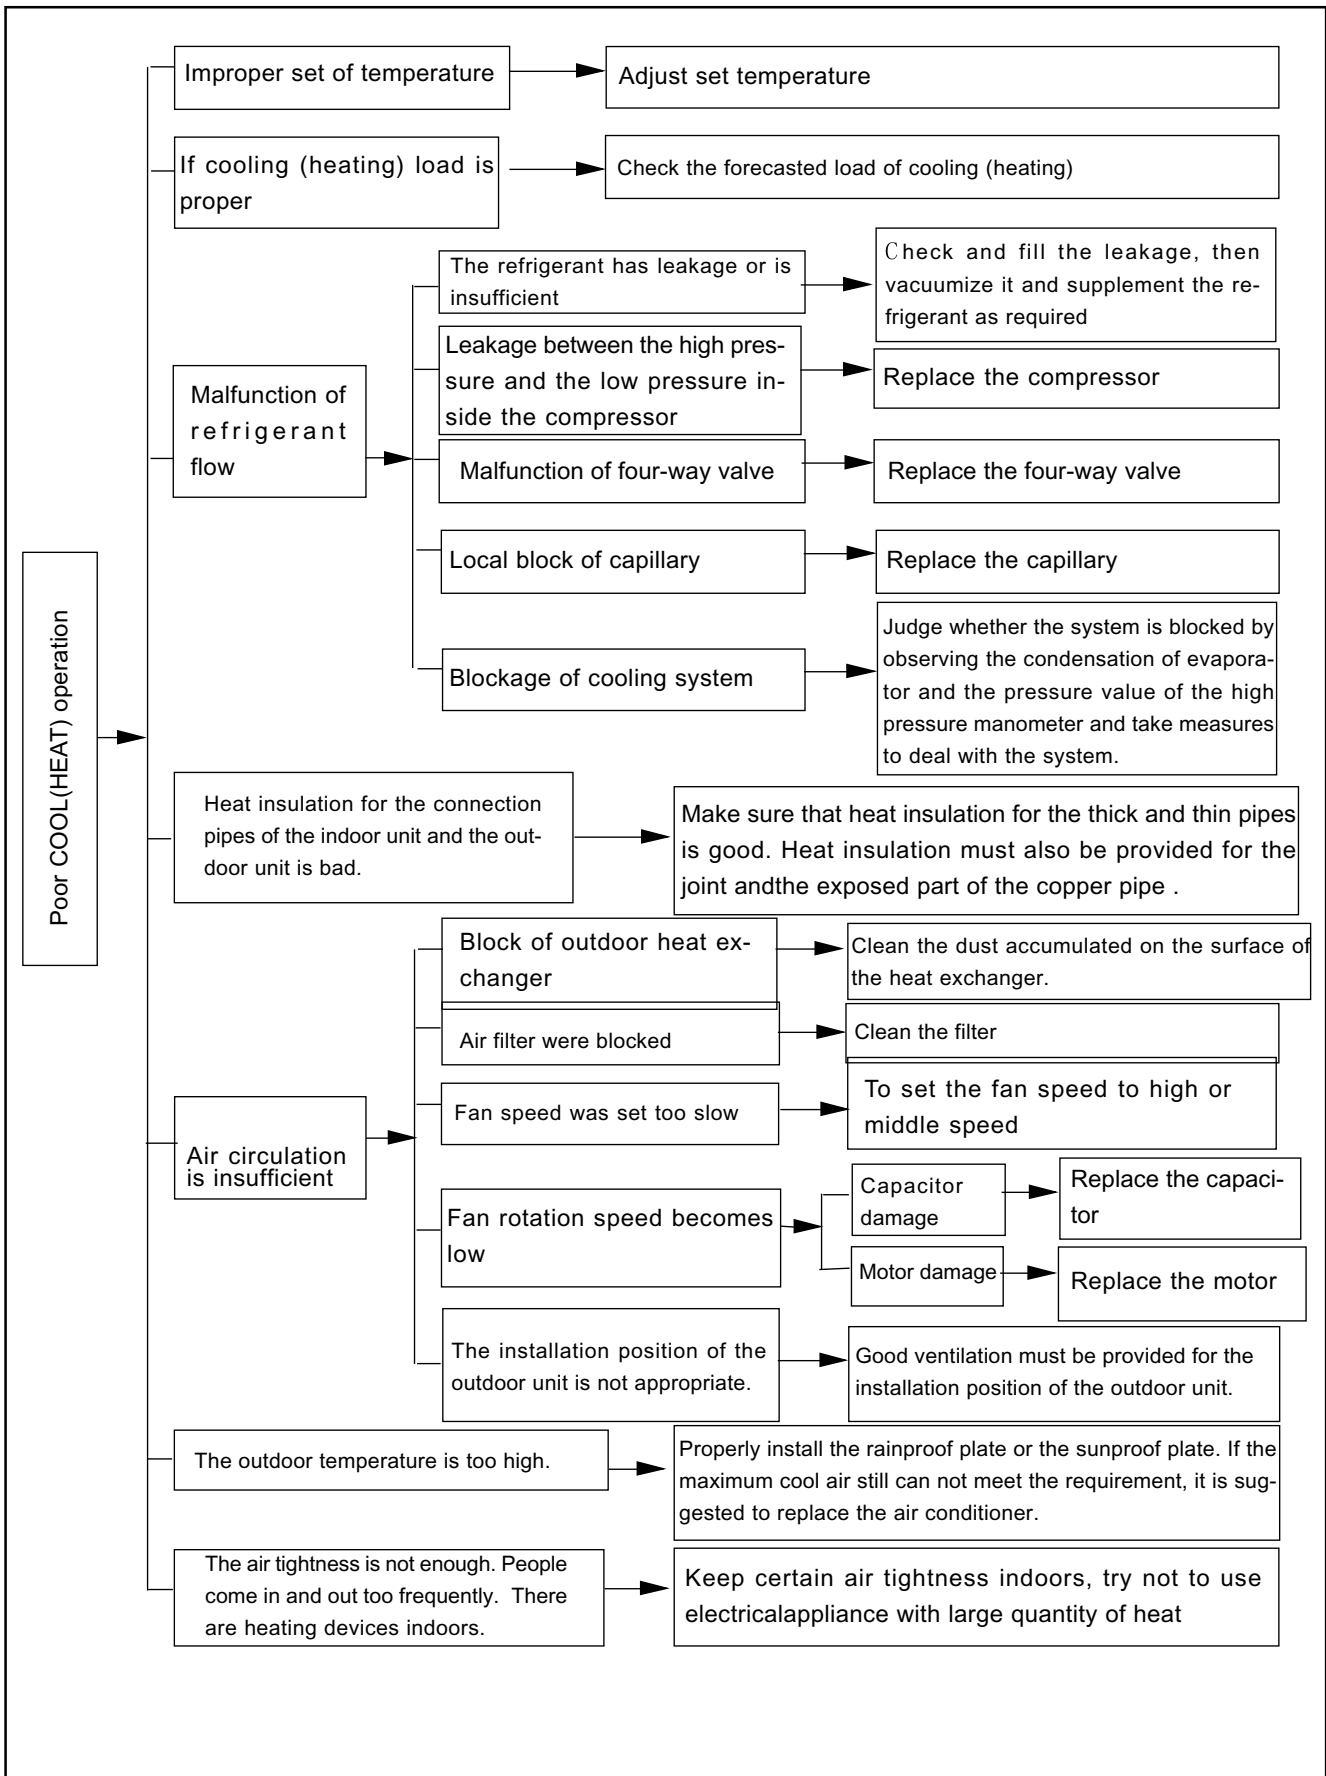 Improper set of temperature
Adjust set temperature
If cooling (heating) load is
proper
Check the forecasted load of cooling (heating)
The refrigerant has leakage or is
insufficient
Check and fill the leakage, then
vacuumize it and supplement the re-
frigerant as required
Malfunction of
refrigerant
flow
Leakage between the high pres-
sure and the low pressure in-
side the compressor
Replace the compressor
Malfunction of four-way valve
Replace the four-way valve
Local block of capillary
Replace the capillary
Blockage of cooling system
Judge whether the system is blocked by
observing the condensation of evapora-
tor and the pressure value of the high
pressure manometer and take measures
to deal with the system.
Poor COOL(HEAT) operation
Heat insulation for the connection
pipes of the indoor unit and the out-
door unit is bad.
Make sure that heat insulation for the thick and thin pipes
is good. Heat insulation must also be provided for the
joint andthe exposed part of the copper pipe .
Block of outdoor heat ex-
changer
Clean the dust accumulated on the surface of
the heat exchanger.
Air filter were blocked
Clean the filter
Fan speed was set too slow
To set the fan speed to high or
middle speed
Air circulation
is insufficient
Fan rotation speed becomes
low
Capacitor
damage
Replace the capaci-
tor
Motor damage
Replace the motor
The installation position of the
outdoor unit is not appropriate.
Good ventilation must be provided for the
installation position of the outdoor unit.
The outdoor temperature is too high.
Properly install the rainproof plate or the sunproof plate. If the
maximum cool air still can not meet the requirement, it is sug-
gested to replace the air conditioner.
The air tightness is not enough. People
come in and out too frequently.  There
are heating devices indoors.
Keep certain air tightness indoors, try not to use
electricalappliance with large quantity of heat